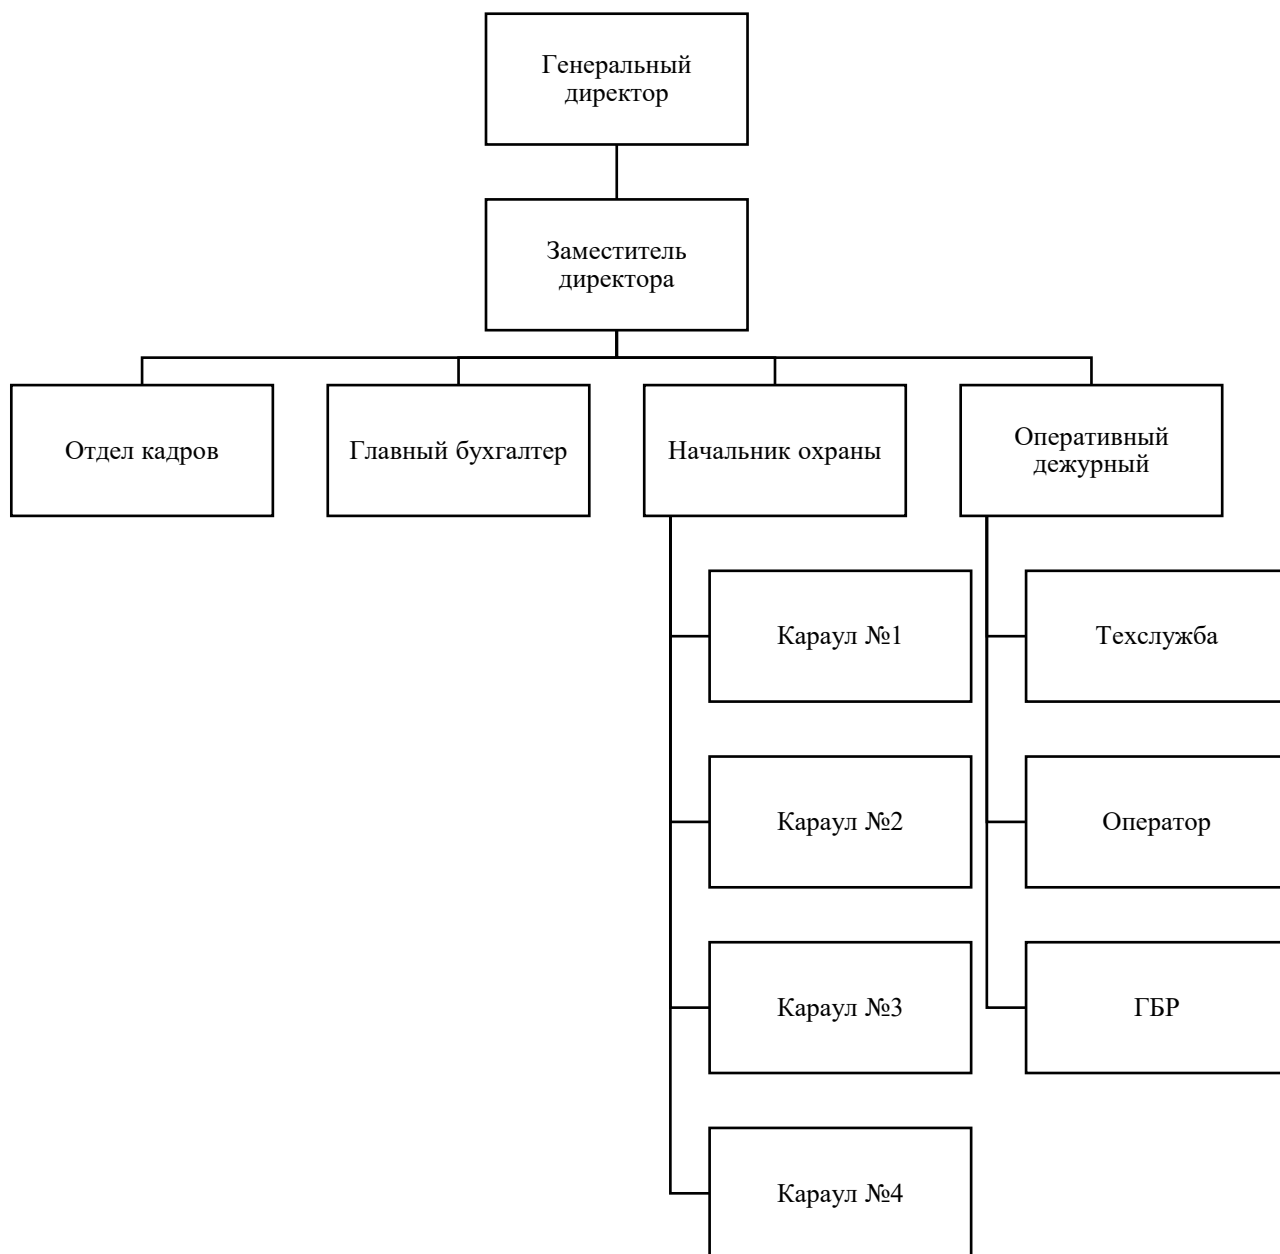 Генеральный
директор
Заместитель
директора
Отдел кадров
Главный бухгалтер
Начальник охраны
Оперативный
дежурный
Караул №1
Техслужба
Караул №2
Оператор
Караул №3
ГБР
Караул №4